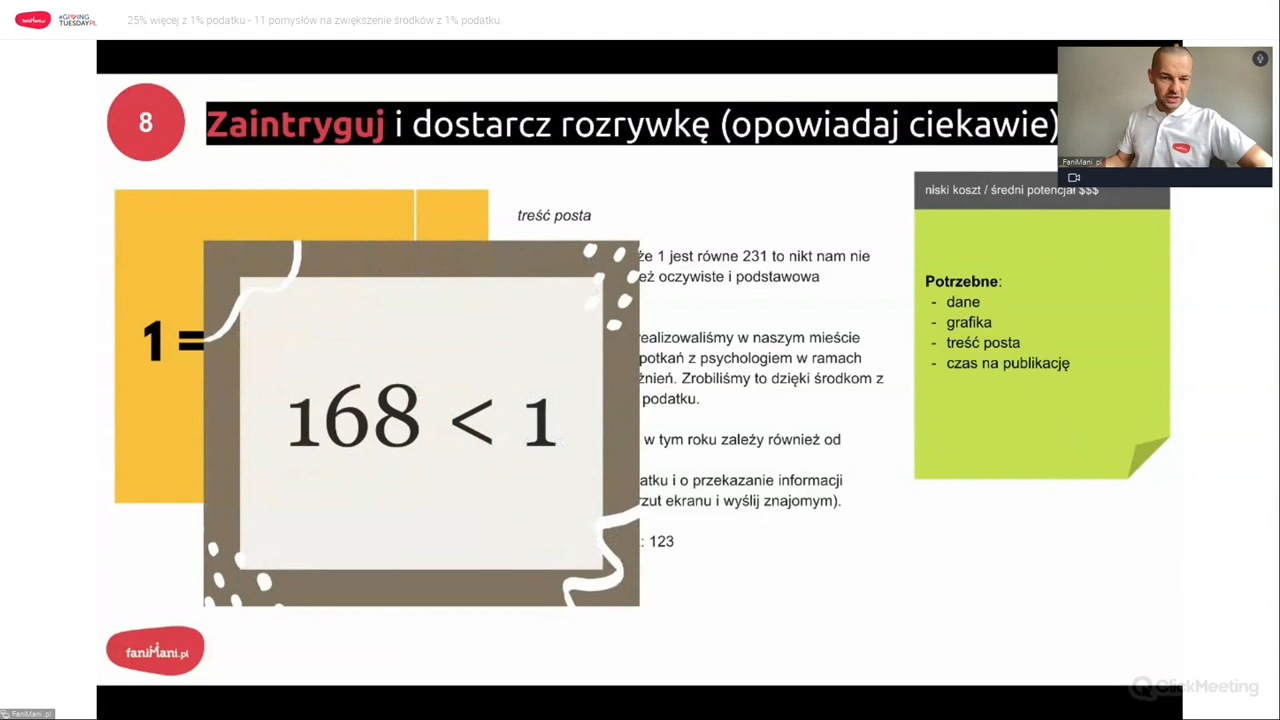 faniMani.pl
#GIVING
TUESDAYPL
25% więcej z 1% podatku - 11 pomysłów na zwiększenie środków z 1% podatku.
8
Zaintryguj i dostarcz rozrywkę (opowiadaj ciekawie)
FaniMani .pl
niski koszt / średni potencjał $$$
treść posta
że 1 jest równe 231 to nikt nam nie
eż oczywiste i podstawowa
1 =
168 < 1
realizowaliśmy w naszym mieście
potkań z psychologiem w ramach
żnień. Zrobiliśmy to dzięki środkom z
podatku.
w tym roku zależy również od
atku i o przekazanie informacji
rzut ekranu i wyślij znajomym).
: 123
Potrzebne:
- dane
- grafika
- treść posta
- czas na publikację
faniMani.pl
ClickMeeting
FaniMani .pl